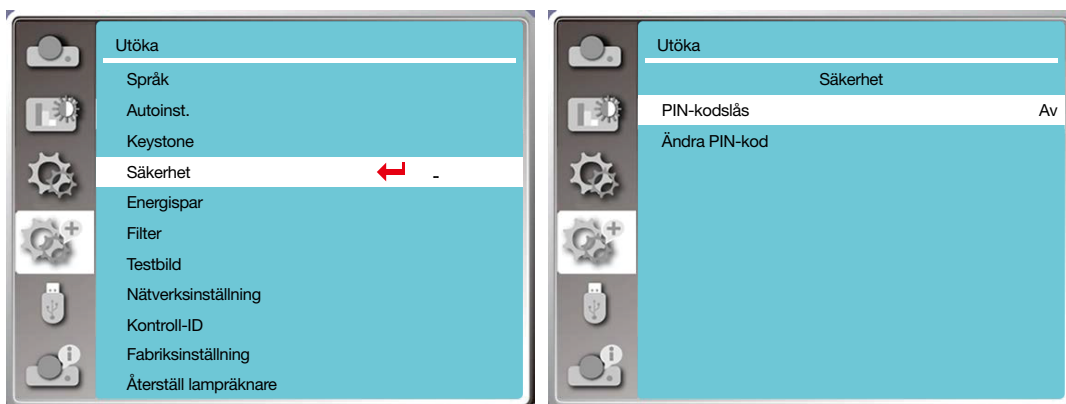 Utöka
Språk
Autoinst.
Keystone
Säkerhet -
Energispar
Filter
Testbild
Nätverksinställning
Kontroll-ID
Fabriksinställning
Återställ lampräknare
Utöka
Säkerhet
PIN-kodslås Av
Ändra PIN-kod